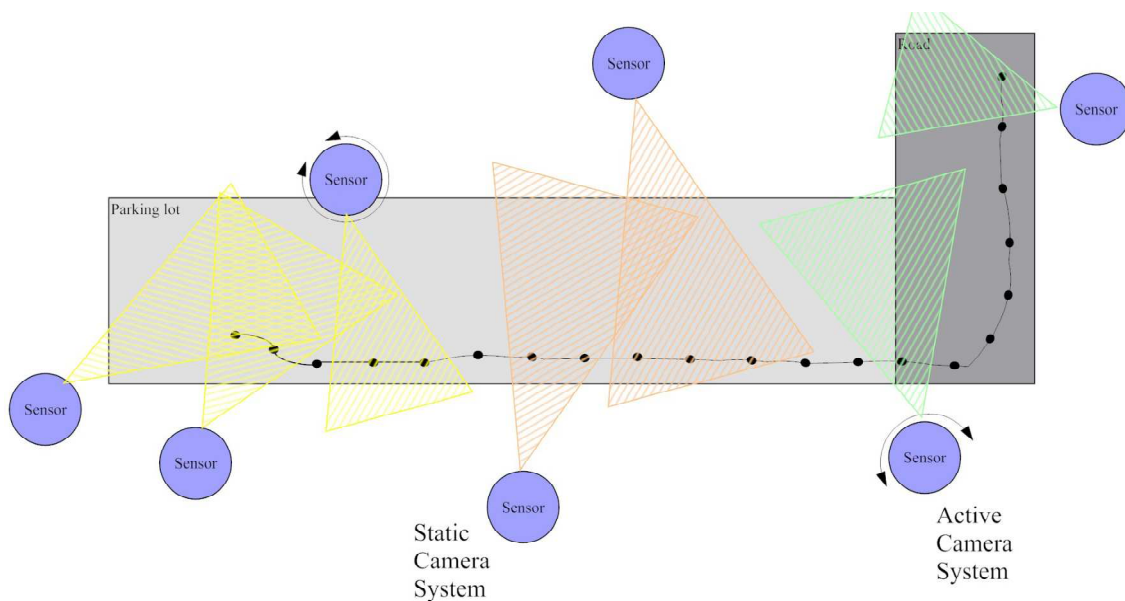 Sensor
Road
Sensor
Sensor
Parking lot
Sensor
Sensor
Sensor
Sensor
Static
Camera
System
Active
Camera
System